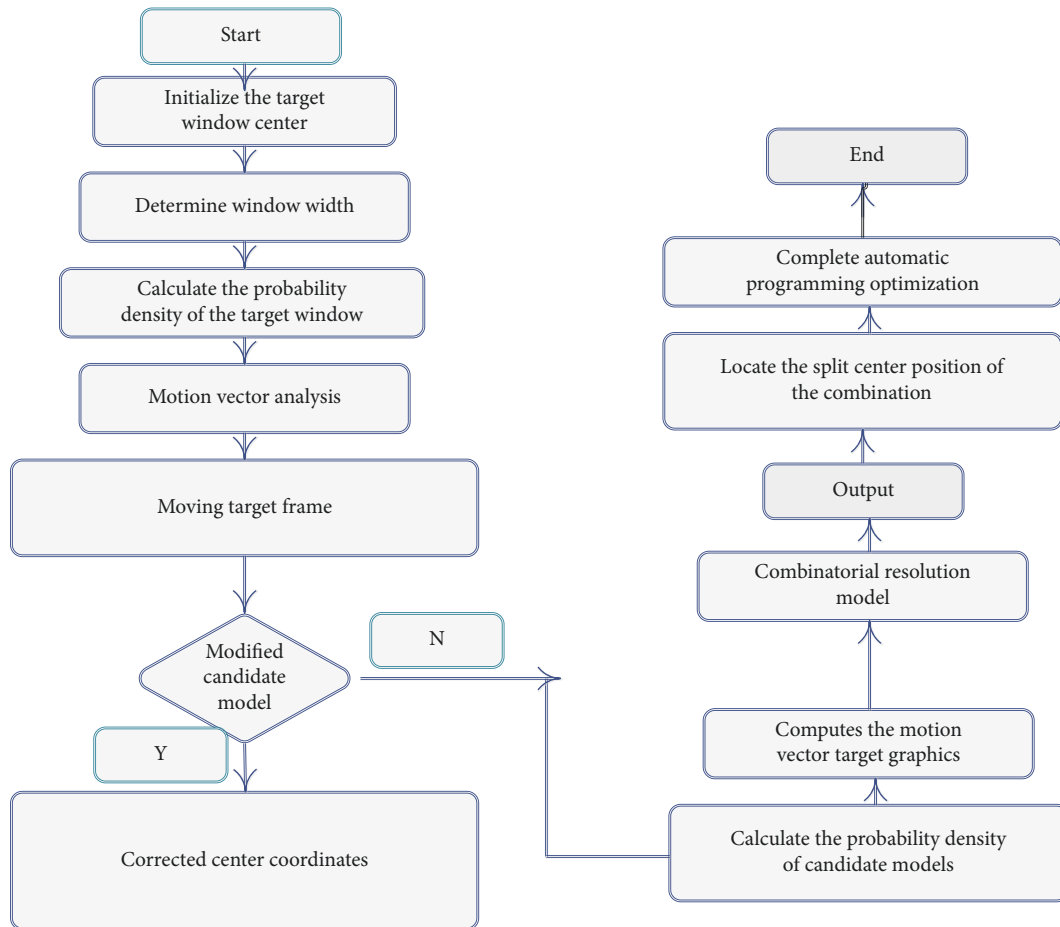 Start
Initialize the target
window center
Determine window width
Calculate the probability
density of the target window
Motion vector analysis
Moving target frame
Modified
candidate
model
N
Y
Corrected center coordinates
End
Complete automatic
programming optimization
Locate the split center position of
the combination
Output
Combinatorial resolution
model
Computes the motion
vector target graphics
Calculate the probability density
of candidate models